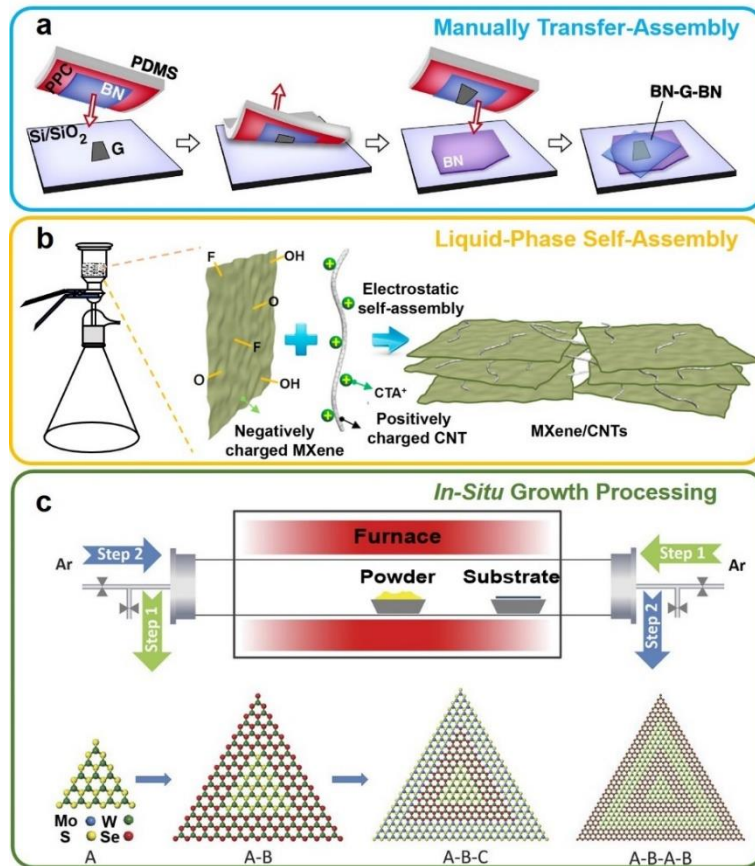 a
Manually Transfer-Assembly
PDMS
PPC
BN
Si/SiO2
G
BN
BN-G-BN
b
Liquid-Phase Self-Assembly
F
OH
O
F
O
OH
Negatively
charged MXene
CTA+
Positively
charged CNT
Electrostatic
self-assembly
MXene/CNTs
c
In-Situ Growth Processing
Step 2
Ar
Step 1
Furnace
Powder
Substrate
Step 1
Ar
Step 2
Mo W
S Se
A
A-B
A-B-C
A-B-A-B